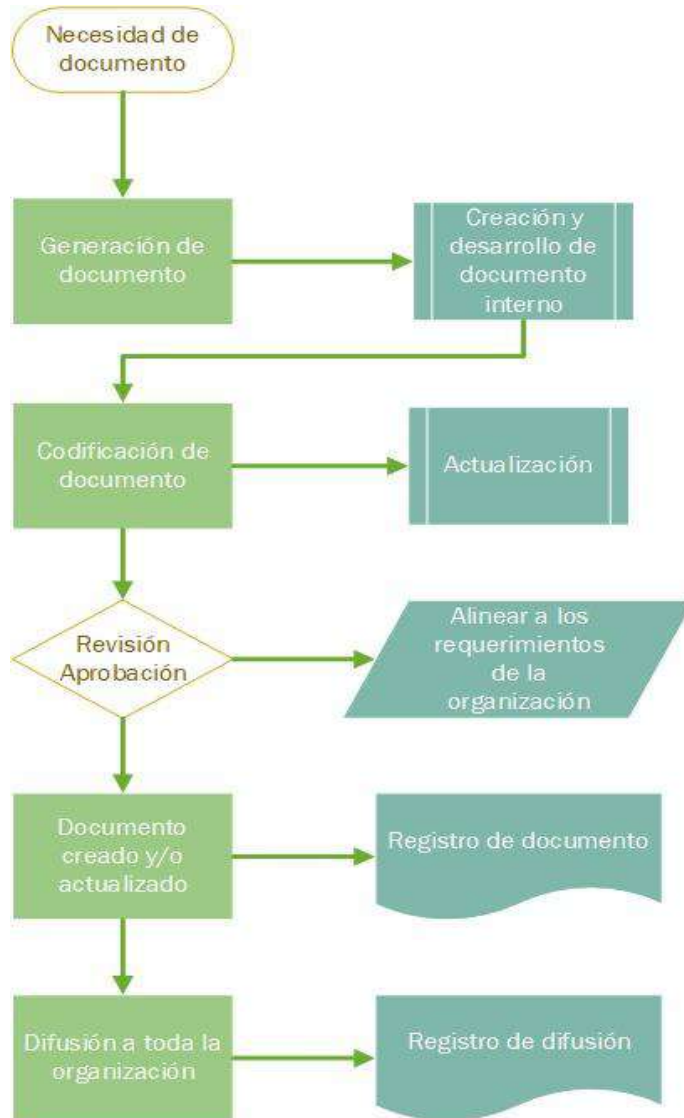 Necesidad de
documento
Generación de
documento
Creación y
desarrollo de
documento
interno
Codificación de
documento
Actualización
Revisión
Aprobación
Alinear a los
requerimientos
de la
organización
Documento
creado y/o
actualizado
Registro de documento
Difusión a toda la
organización
Registro de difusión